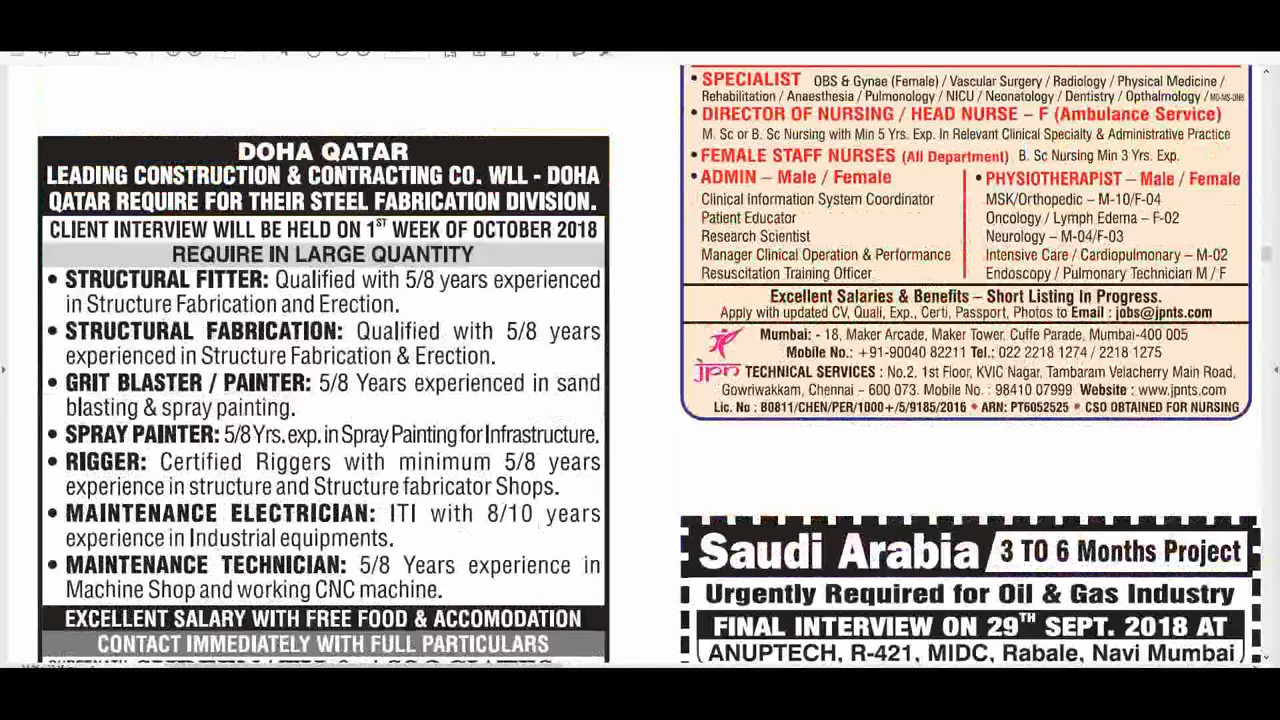 DOHA QATAR
LEADING CONSTRUCTION & CONTRACTING CO. WLL - DOHA
QATAR REQUIRE FOR THEIR STEEL FABRICATION DIVISION.
CLIENT INTERVIEW WILL BE HELD ON 1ST WEEK OF OCTOBER 2018
REQUIRE IN LARGE QUANTITY
• STRUCTURAL FITTER: Qualified with 5/8 years experienced
in Structure Fabrication and Erection.
• STRUCTURAL FABRICATION: Qualified with 5/8 years
experienced in Structure Fabrication & Erection.
• GRIT BLASTER / PAINTER: 5/8 Years experienced in sand
blasting & spray painting.
• SPRAY PAINTER: 5/8 Yrs. exp. in Spray Painting for Infrastructure.
• RIGGER: Certified Riggers with minimum 5/8 years
experience in structure and Structure fabricator Shops.
• MAINTENANCE ELECTRICIAN: ITI with 8/10 years
experience in Industrial equipments.
• MAINTENANCE TECHNICIAN: 5/8 Years experience in
Machine Shop and working CNC machine.
EXCELLENT SALARY WITH FREE FOOD & ACCOMODATION
CONTACT IMMEDIATELY WITH FULL PARTICULARS
• SPECIALIST OBS & Gynae (Female) / Vascular Surgery / Radiology / Physical Medicine /
Rehabilitation / Anaesthesia / Pulmonology / NICU / Neonatology / Dentistry / Opthalmology / MD-MS-DNB
• DIRECTOR OF NURSING / HEAD NURSE – F (Ambulance Service)
M. Sc or B. Sc Nursing with Min 5 Yrs. Exp. In Relevant Clinical Specialty & Administrative Practice
• FEMALE STAFF NURSES (All Department) B. Sc Nursing Min 3 Yrs. Exp.
• ADMIN – Male / Female
Clinical Information System Coordinator
Patient Educator
Research Scientist
Manager Clinical Operation & Performance
Resuscitation Training Officer
• PHYSIOTHERAPIST – Male / Female
MSK/Orthopedic – M-10/F-04
Oncology / Lymph Edema – F-02
Neurology – M-04/F-03
Intensive Care / Cardiopulmonary – M-02
Endoscopy / Pulmonary Technician M / F
Excellent Salaries & Benefits – Short Listing In Progress.
Apply with updated CV, Quali, Exp., Certi, Passport, Photos to Email : jobs@jpnts.com
Mumbai: - 18, Maker Arcade, Maker Tower, Cuffe Parade, Mumbai-400 005
Mobile No.: +91-90040 82211 Tel.: 022 2218 1274 / 2218 1275
jpn TECHNICAL SERVICES : No.2, 1st Floor, KVIC Nagar, Tambaram Velacherry Main Road,
Gowriwakkam, Chennai – 600 073. Mobile No. : 98410 07999 Website : www.jpnts.com
Lic. No : B0811/CHEN/PER/1000+/5/9185/2016 • ARN: PT6052525 • CSO OBTAINED FOR NURSING
Saudi Arabia / 3 TO 6 Months Project
Urgently Required for Oil & Gas Industry
FINAL INTERVIEW ON 29TH SEPT. 2018 AT
ANUPTECH, R-421, MIDC, Rabale, Navi Mumbai